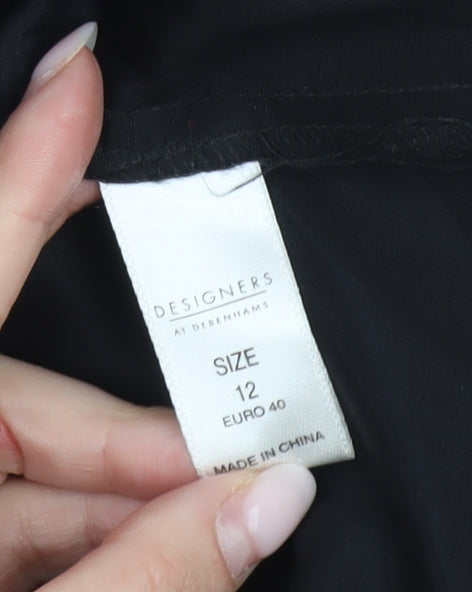 DESIGNERS
AT DEBENHAMS
SIZE
12
EURO 40
MADE IN CHINA